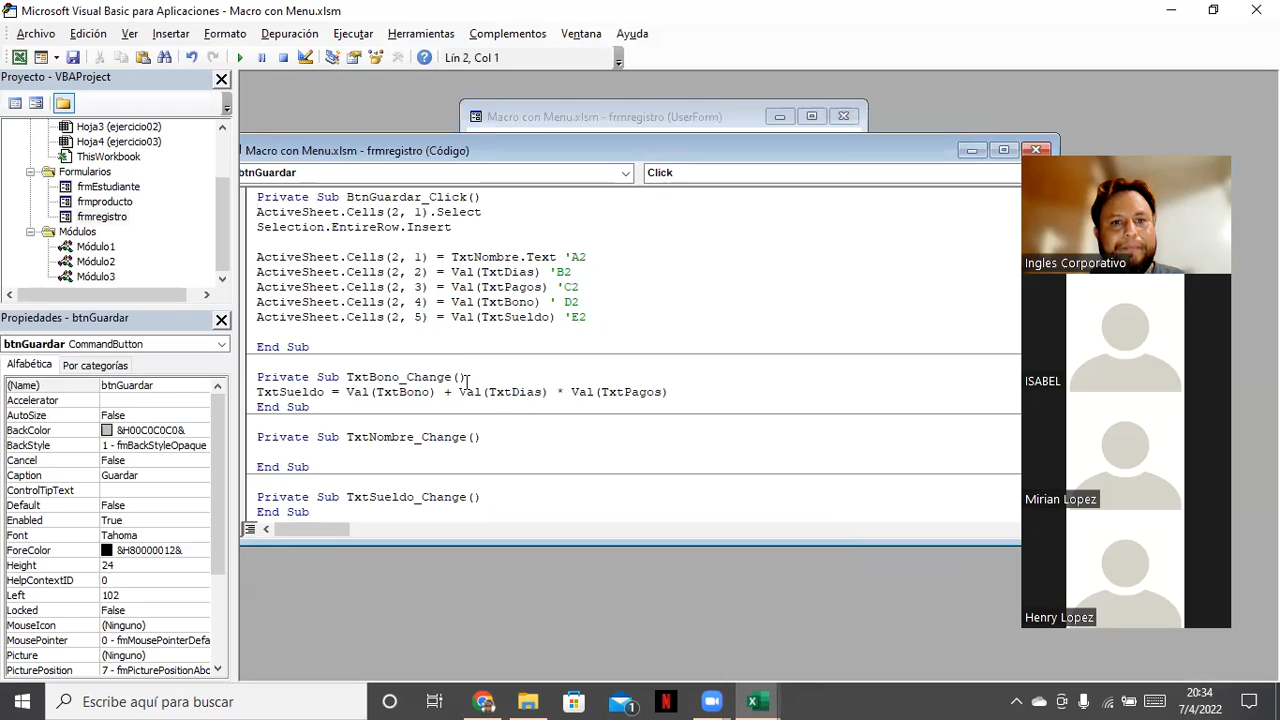 Microsoft Visual Basic para Aplicaciones - Macro con Menu.xlsm
Archivo Edición Ver Insertar Formato Depuración Ejecutar Herramientas Complementos Ventana Ayuda
Lín 2, Col 1
Proyecto - VBAProject
Hoja3 (ejercicio02)
Hoja4 (ejercicio03)
ThisWorkbook
Formularios
frmEstudiante
frmproducto
frmregistro
Módulos
Módulo1
Módulo2
Módulo3
Propiedades - btnGuardar
btnGuardar CommandButton
Alfabética Por categorías
(Name) btnGuardar
Accelerator
AutoSize False
BackColor &H00C0C0C0&
BackStyle 1 - fmBackStyleOpaque
Cancel False
Caption Guardar
ControlTipText
Default False
Enabled True
Font Tahoma
ForeColor &H80000012&
Height 24
HelpContextID 0
Left 102
Locked False
MouseIcon (Ninguno)
MousePointer 0 - fmMousePointerDefa
Picture (Ninguno)
PicturePosition 7 - fmPicturePositionAbo
Macro con Menu.xlsm - frmregistro (UserForm)
Macro con Menu.xlsm - frmregistro (Código)
btnGuardar Click
Private Sub BtnGuardar_Click()
ActiveSheet.Cells(2, 1).Select
Selection.EntireRow.Insert
ActiveSheet.Cells(2, 1) = TxtNombre.Text 'A2
ActiveSheet.Cells(2, 2) = Val(TxtDias) 'B2
ActiveSheet.Cells(2, 3) = Val(TxtPagos) 'C2
ActiveSheet.Cells(2, 4) = Val(TxtBono) ' D2
ActiveSheet.Cells(2, 5) = Val(TxtSueldo) 'E2
End Sub
Private Sub TxtBono_Change()
TxtSueldo = Val(TxtBono) + Val(TxtDias) * Val(TxtPagos)
End Sub
Private Sub TxtNombre_Change()
End Sub
Private Sub TxtSueldo_Change()
End Sub
Ingles Corporativo
ISABEL
Mirian Lopez
Henry Lopez
Escribe aquí para buscar
1
20:34
7/4/2022